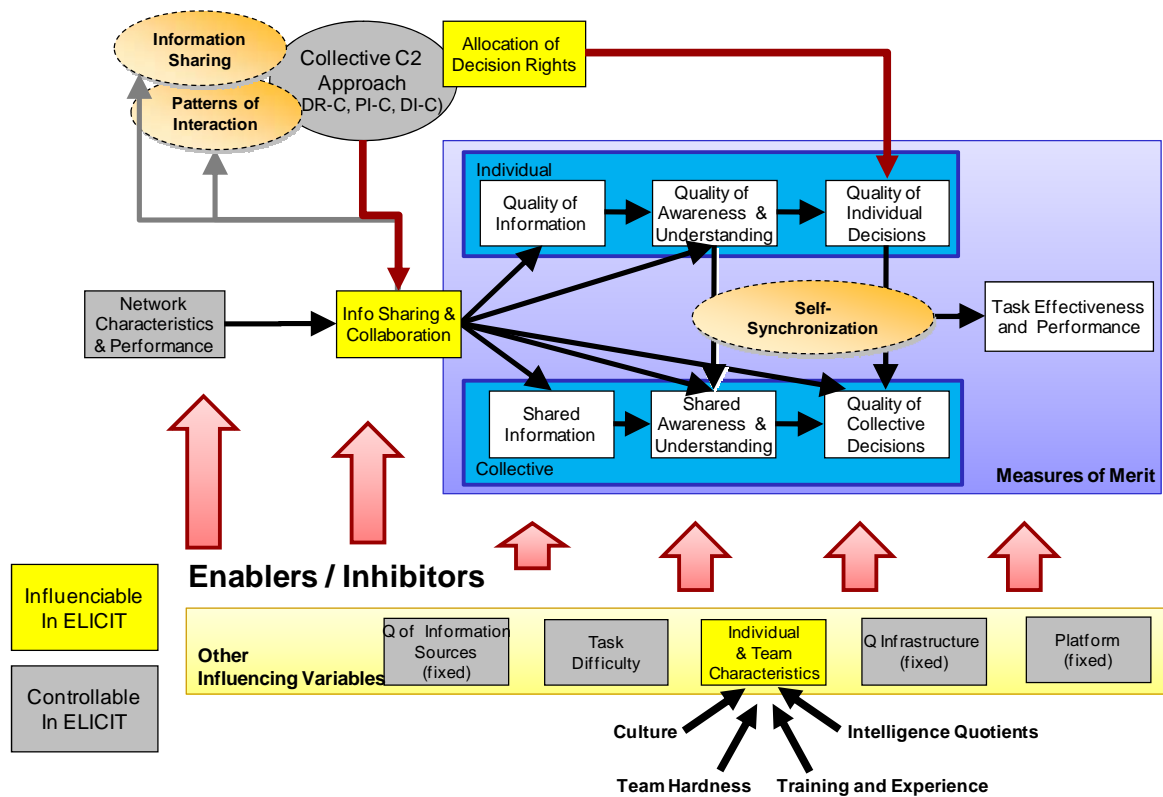 Information
Sharing
Patterns of
Interaction
Collective C2
Approach
DR-C, PI-C, DI-C)
Allocation of
Decision Rights
Individual
Quality of
Information
Quality of
Awareness &
Understanding
Quality of
Individual
Decisions
Network
Characteristics
& Performance
Info Sharing &
Collaboration
Self-
Synchronization
Task Effectiveness
and Performance
Shared
Information
Shared
Awareness &
Understanding
Quality of
Collective
Decisions
Collective
Measures of Merit
Enablers / Inhibitors
Influenciable
In ELICIT
Controllable
In ELICIT
Other
Influencing Variables
Q of Information
Sources
(fixed)
Task
Difficulty
Individual
& Team
Characteristics
Q Infrastructure
(fixed)
Platform
(fixed)
Culture
Intelligence Quotients
Team Hardness
Training and Experience